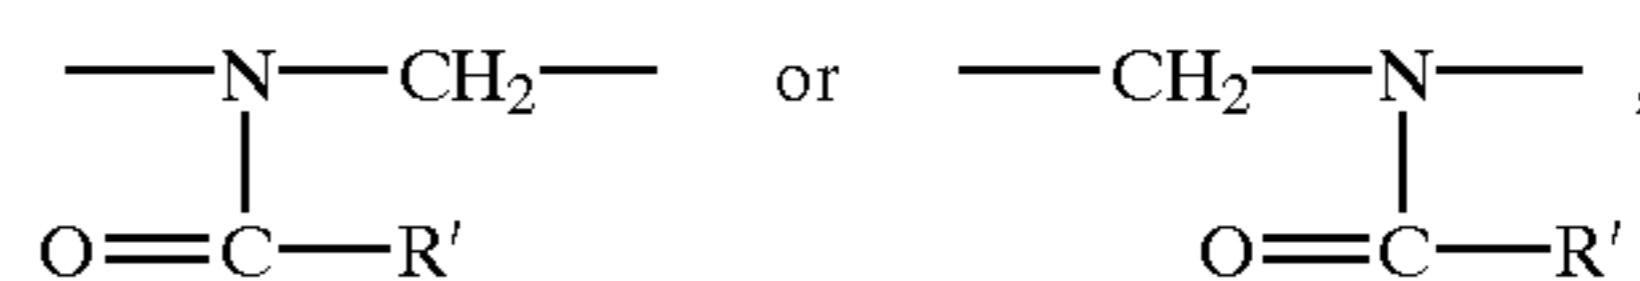 N CH₂ or CH₂ N ,
O C R′ O C R′